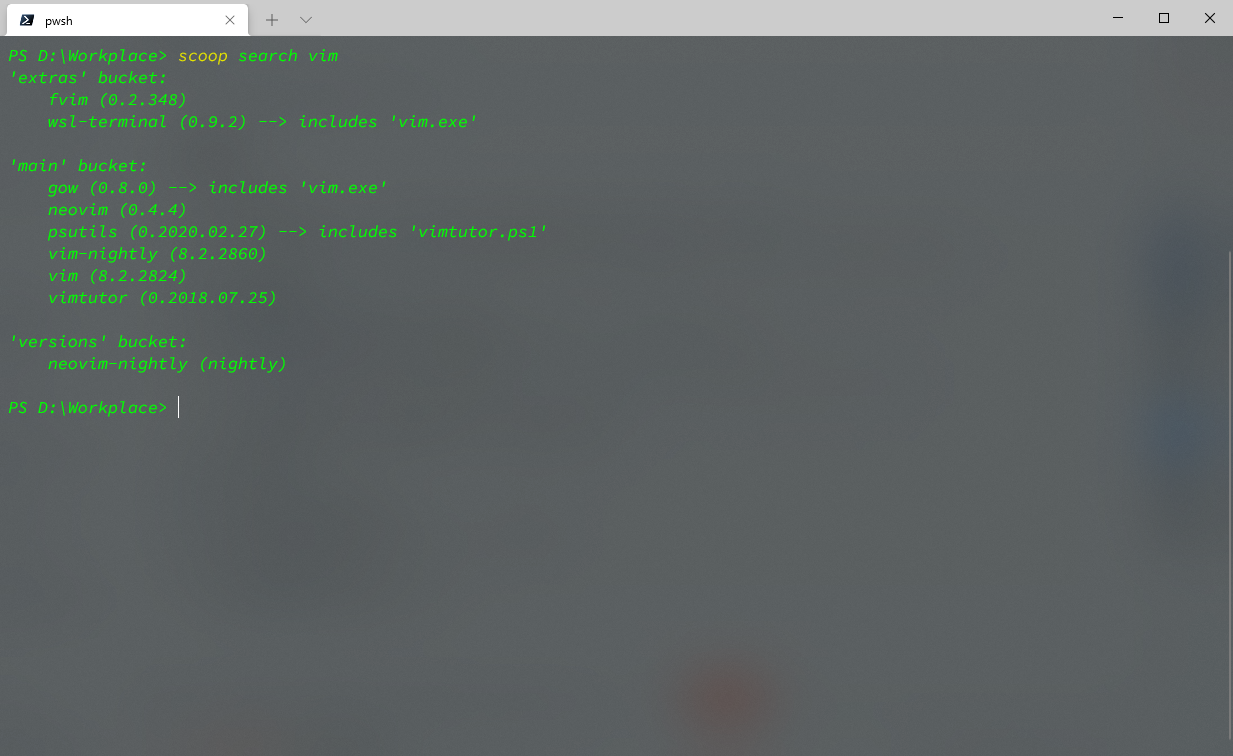 pwsh
PS D:\Workplace> scoop search vim
'extras' bucket:
    fvim (0.2.348)
    wsl-terminal (0.9.2) --> includes 'vim.exe'

'main' bucket:
    gow (0.8.0) --> includes 'vim.exe'
    neovim (0.4.4)
    psutils (0.2020.02.27) --> includes 'vimtutor.ps1'
    vim-nightly (8.2.2860)
    vim (8.2.2824)
    vimtutor (0.2018.07.25)

'versions' bucket:
    neovim-nightly (nightly)

PS D:\Workplace>